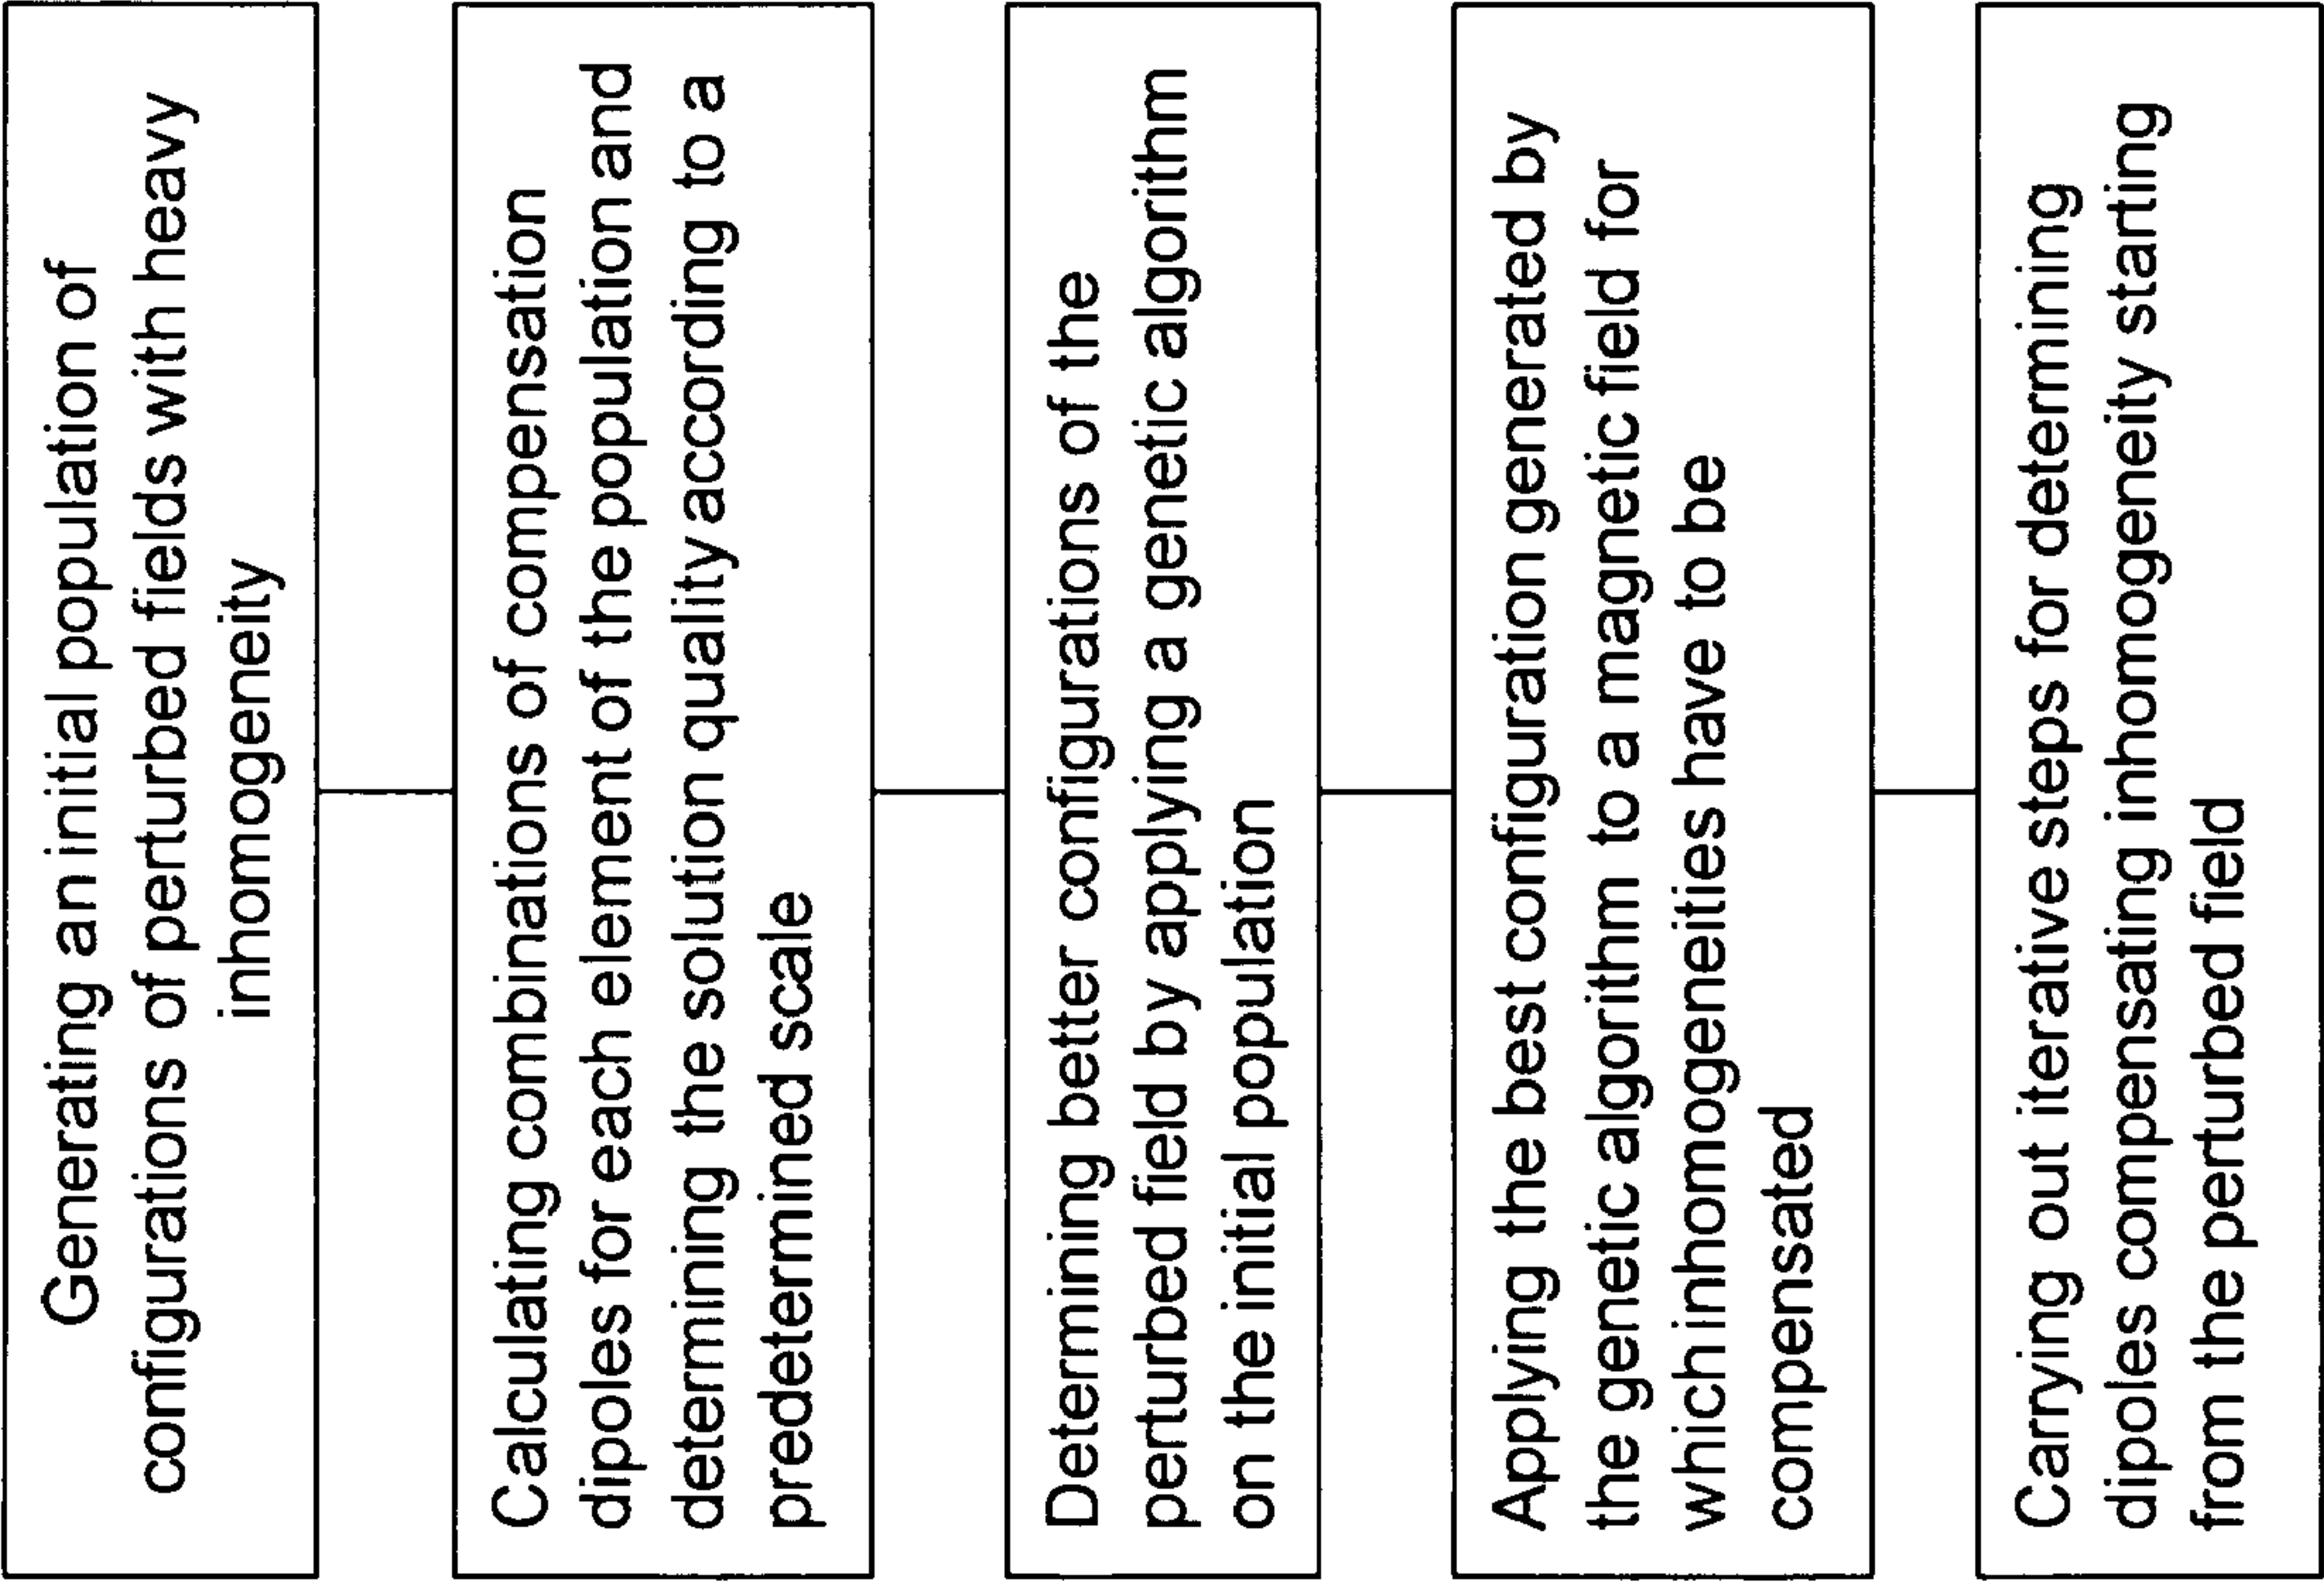 Generating an initial population of
configurations of perturbed fields with heavy
inhomogeneity
Calculating combinations of compensation
dipoles for each element of the population and
determining the solution quality according to a
predetermined scale
Determining better configurations of the
perturbed field by applying a genetic algorithm
on the initial population
Applying the best configuration generated by
the genetic algorithm to a magnetic field for
which inhomogeneities have to be
compensated
Carrying out iterative steps for determining
dipoles compensating inhomogeneity starting
from the perturbed field